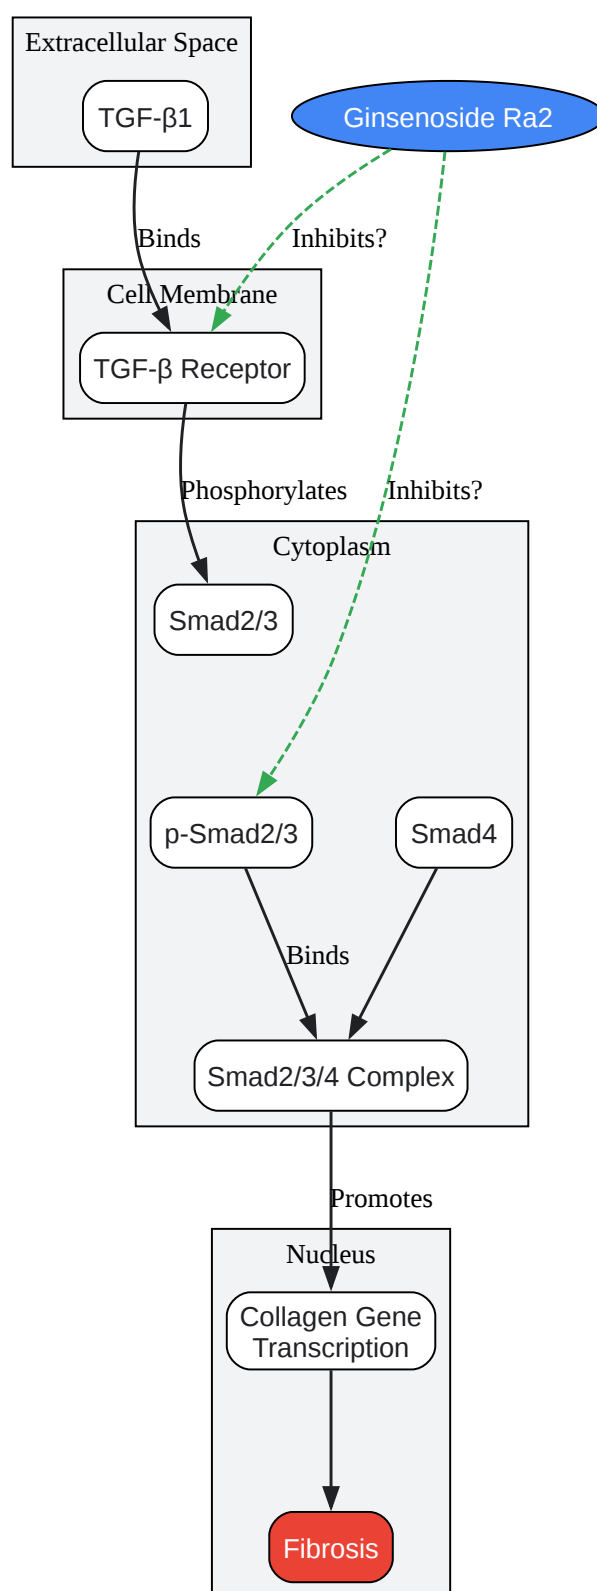 Extracellular Space
TGF-β1
Ginsenoside Ra2
Binds
Inhibits?
Cell Membrane
TGF-β Receptor
Phosphorylates
Inhibits?
Cytoplasm
Smad2/3
p-Smad2/3
Smad4
Binds
Smad2/3/4 Complex
Promotes
Nucleus
Collagen Gene
Transcription
Fibrosis